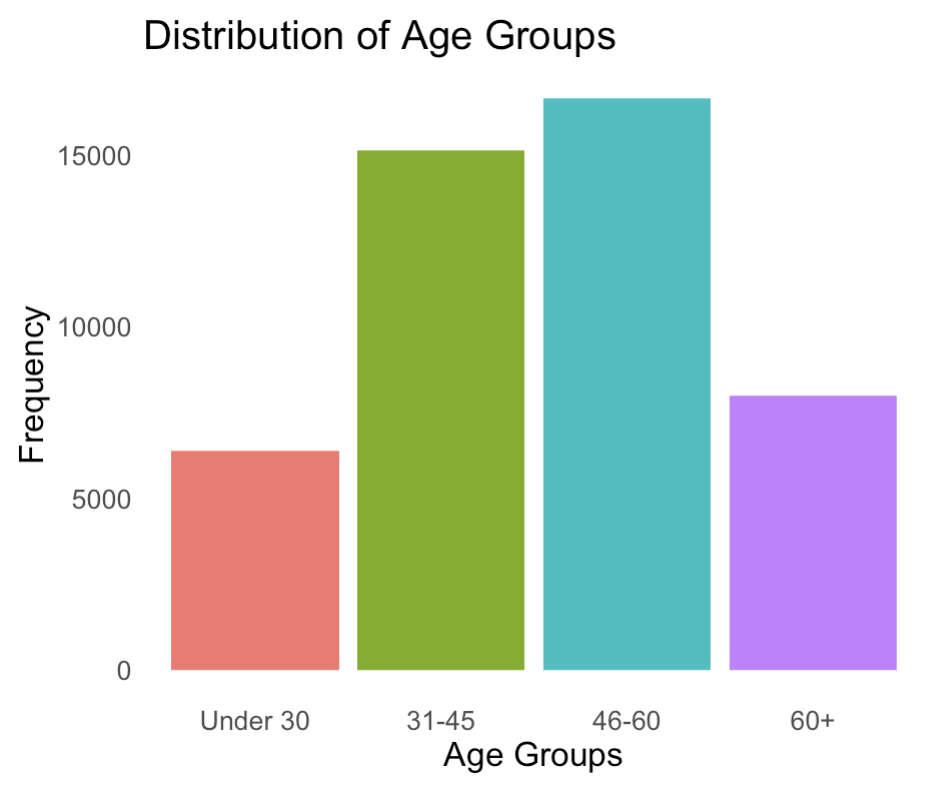 Distribution of Age Groups
15000
10000
5000
0
Frequency
Under 30 31-45 46-60 60+
Age Groups